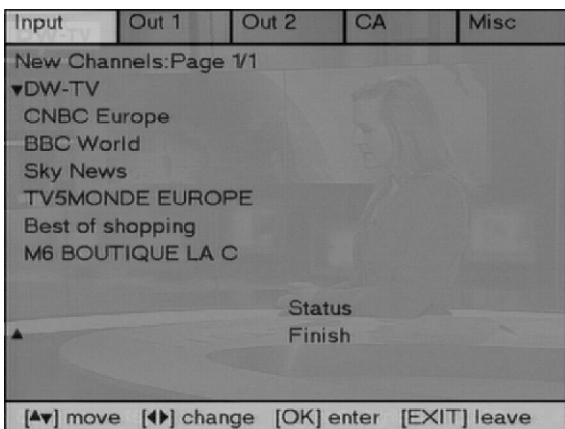 Input Out 1 Out 2 CA Misc
New Channels:Page 1/1
▼DW-TV
CNBC Europe
BBC World
Sky News
TV5MONDE EUROPE
Best of shopping
M6 BOUTIQUE LA C
Status
▲ Finish
[▲▼] move [◀▶] change [OK] enter [EXIT] leave